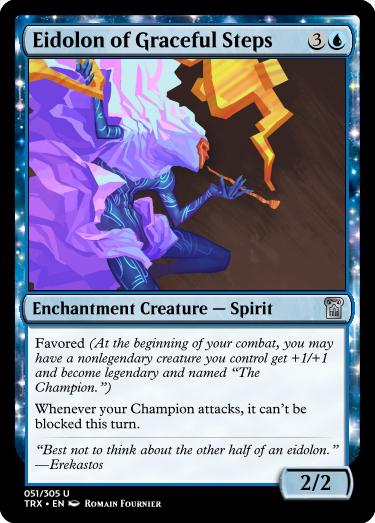 Eidolon of Graceful Steps 3
Enchantment Creature — Spirit
Favored (At the beginning of your combat, you may
have a nonlegendary creature you control get +1/+1
and become legendary and named “The
Champion.”)
Whenever your Champion attacks, it can't be
blocked this turn.
“Best not to think about the other half of an eidolon.”
—Erekastos
2/2
051/305 U
TRX • EN Romain Fournier